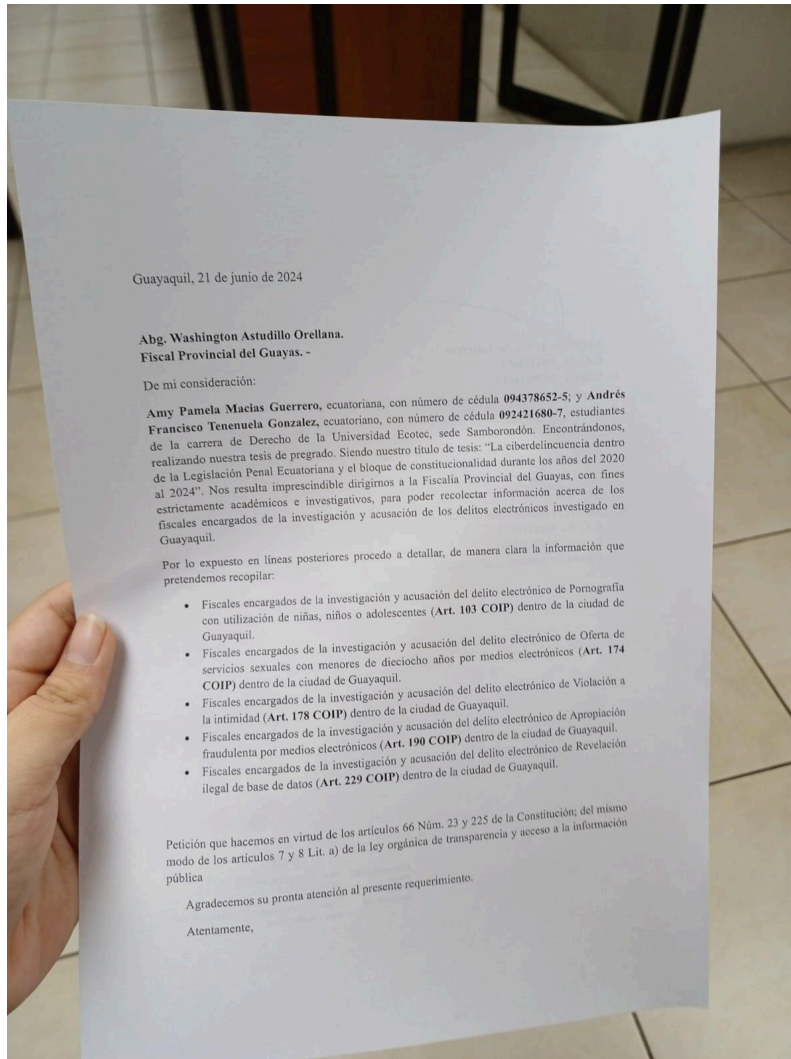 Guayaquil, 21 de junio de 2024
Abg. Washington Astudillo Orellana.
Fiscal Provincial del Guayas. -
De mi consideración:
Amy Pamela Macias Guerrero, ecuatoriana, con número de cédula 094378652-5; y Andrés
Francisco Tenenuela Gonzalez, ecuatoriano, con número de cédula 092421680-7, estudiantes
de la carrera de Derecho de la Universidad Ecotec, sede Samborondón. Encontrándonos,
realizando nuestra tesis de pregrado. Siendo nuestro título de tesis: “La ciberdelincuencia dentro
de la Legislación Penal Ecuatoriana y el bloque de constitucionalidad durante los años del 2020
al 2024”. Nos resulta imprescindible dirigirnos a la Fiscalía Provincial del Guayas, con fines
estrictamente académicos e investigativos, para poder recolectar información acerca de los
fiscales encargados de la investigación y acusación de los delitos electrónicos investigado en
Guayaquil.
Por lo expuesto en líneas posteriores procedo a detallar, de manera clara la información que
pretendemos recopilar:
• Fiscales encargados de la investigación y acusación del delito electrónico de Pornografía
con utilización de niñas, niños o adolescentes (Art. 103 COIP) dentro de la ciudad de
Guayaquil.
• Fiscales encargados de la investigación y acusación del delito electrónico de Oferta de
servicios sexuales con menores de dieciocho años por medios electrónicos (Art. 174
COIP) dentro de la ciudad de Guayaquil.
• Fiscales encargados de la investigación y acusación del delito electrónico de Violación a
la intimidad (Art. 178 COIP) dentro de la ciudad de Guayaquil.
• Fiscales encargados de la investigación y acusación del delito electrónico de Apropiación
fraudulenta por medios electrónicos (Art. 190 COIP) dentro de la ciudad de Guayaquil.
• Fiscales encargados de la investigación y acusación del delito electrónico de Revelación
ilegal de base de datos (Art. 229 COIP) dentro de la ciudad de Guayaquil.
Petición que hacemos en virtud de los artículos 66 Núm. 23 y 225 de la Constitución; del mismo
modo de los artículos 7 y 8 Lit. a) de la ley orgánica de transparencia y acceso a la información
pública
Agradecemos su pronta atención al presente requerimiento.
Atentamente,